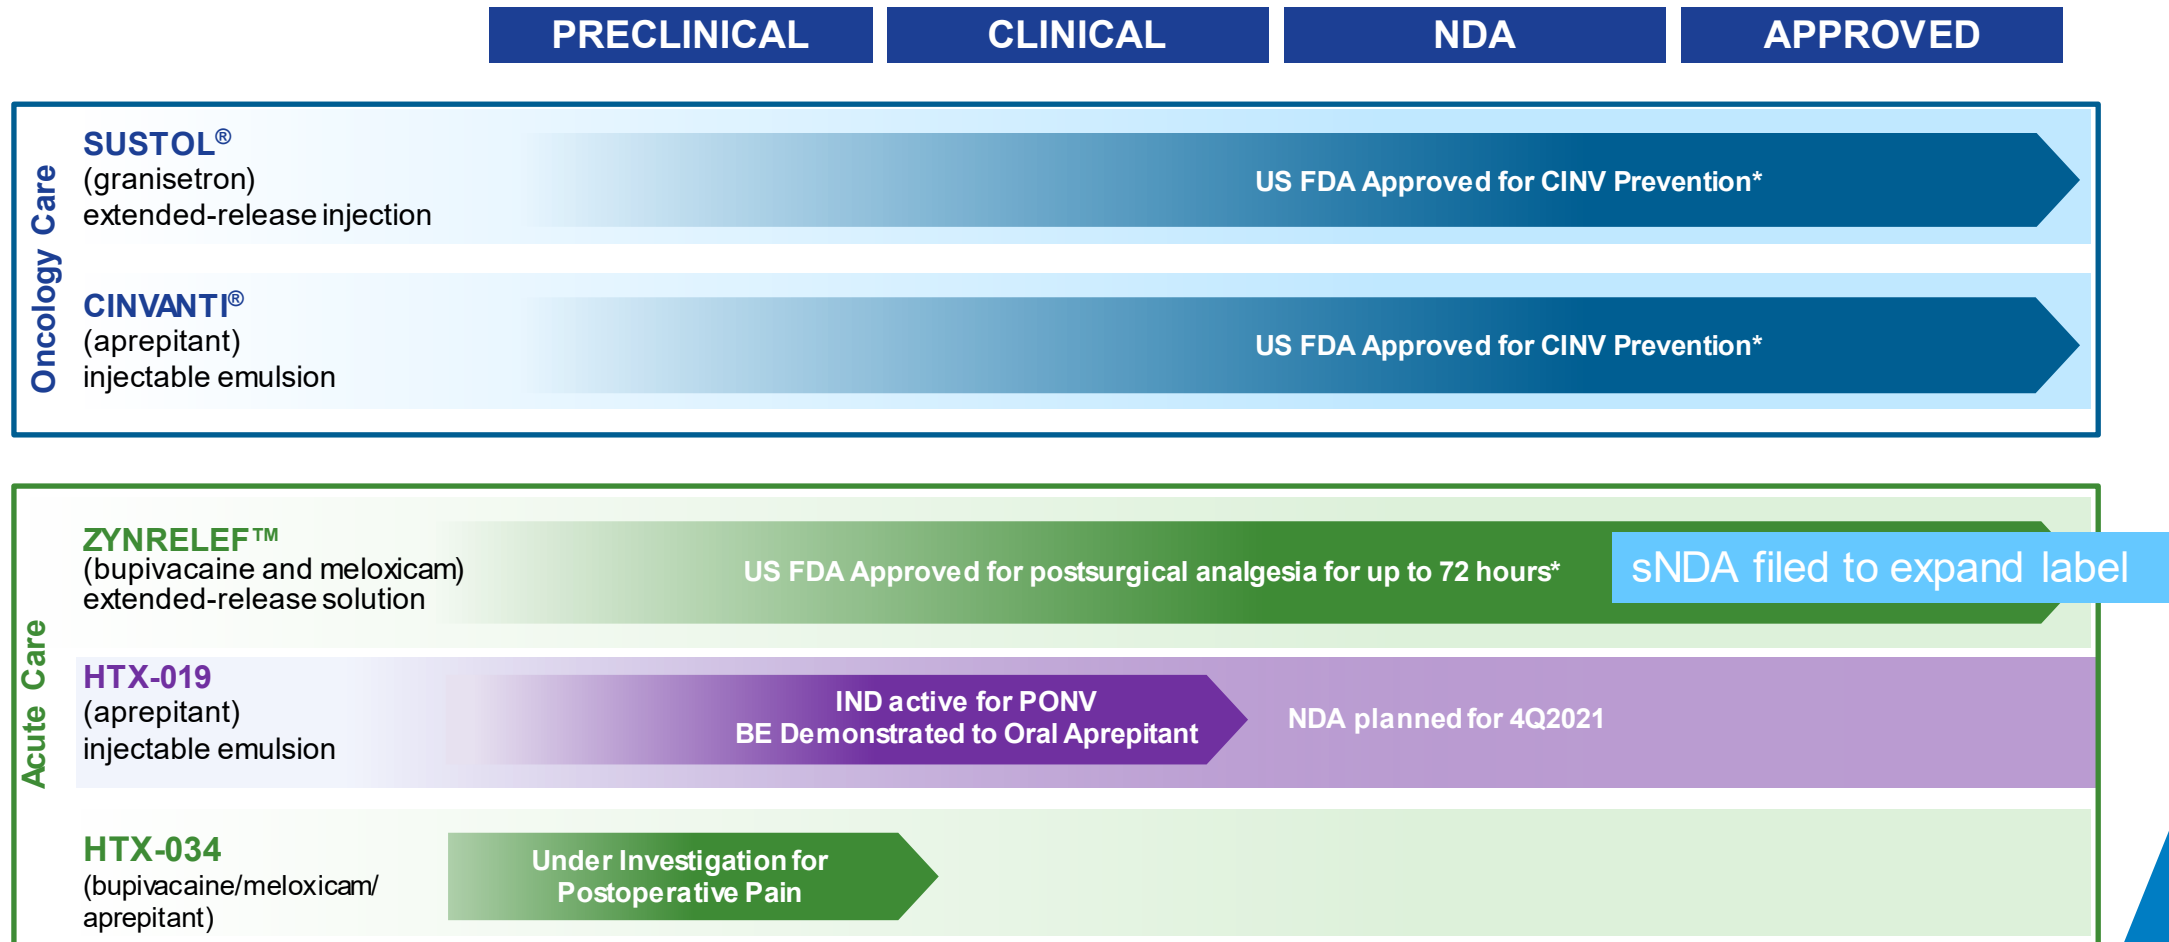 PRECLINICAL
CLINICAL
NDA
APPROVED
Oncology Care
SUSTOL®
(granisetron)
extended-release injection
US FDA Approved for CINV Prevention*
CINVANTI®
(aprepitant)
injectable emulsion
US FDA Approved for CINV Prevention*
Acute Care
ZYNRELEF™
(bupivacaine and meloxicam)
extended-release solution
US FDA Approved for postsurgical analgesia for up to 72 hours*
sNDA filed to expand label
HTX-019
(aprepitant)
injectable emulsion
IND active for PONV
BE Demonstrated to Oral Aprepitant
NDA planned for 4Q2021
HTX-034
(bupivacaine/meloxicam/
aprepitant)
Under Investigation for
Postoperative Pain